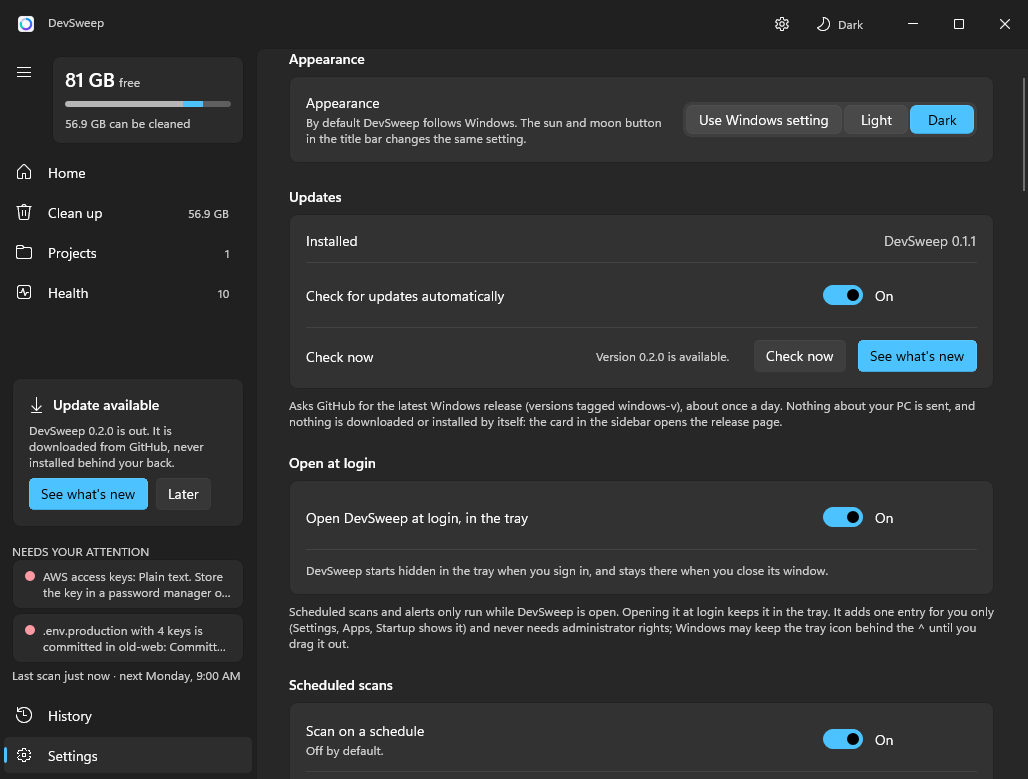 DevSweep
Dark
81 GB free
56.9 GB can be cleaned
Home
Clean up 56.9 GB
Projects 1
Health 10
Update available
DevSweep 0.2.0 is out. It is
downloaded from GitHub, never
installed behind your back.
See what's new Later
NEEDS YOUR ATTENTION
AWS access keys: Plain text. Store
the key in a password manager o...
.env.production with 4 keys is
committed in old-web: Committ...
Last scan just now · next Monday, 9:00 AM
History
Settings
Appearance
Appearance
By default DevSweep follows Windows. The sun and moon button
in the title bar changes the same setting.
Use Windows setting Light Dark
Updates
Installed DevSweep 0.1.1
Check for updates automatically On
Check now Version 0.2.0 is available. Check now See what's new
Asks GitHub for the latest Windows release (versions tagged windows-v), about once a day. Nothing about your PC is sent, and
nothing is downloaded or installed by itself: the card in the sidebar opens the release page.
Open at login
Open DevSweep at login, in the tray On
DevSweep starts hidden in the tray when you sign in, and stays there when you close its window.
Scheduled scans and alerts only run while DevSweep is open. Opening it at login keeps it in the tray. It adds one entry for you only
(Settings, Apps, Startup shows it) and never needs administrator rights; Windows may keep the tray icon behind the ^ until you
drag it out.
Scheduled scans
Scan on a schedule On
Off by default.